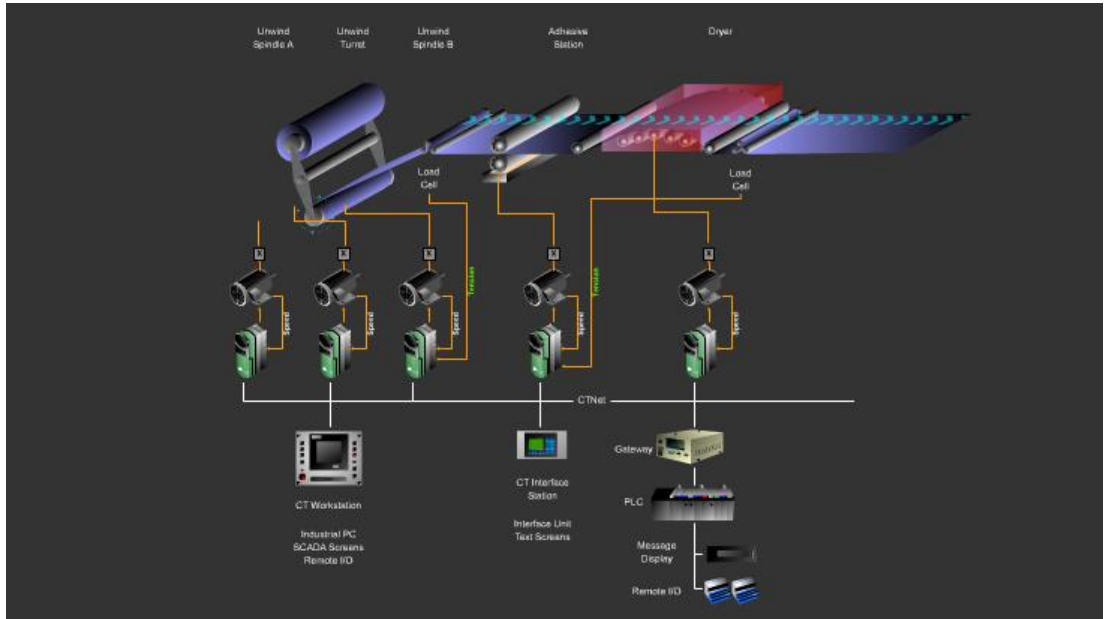 Unwind
Spindle A
Unwind
Turret
Unwind
Spindle B
Adhesive
Station
Dryer
Load
Cell
Load
Cell
X
X
X
X
X
Tension
Tension
Speed
Speed
Speed
Speed
Speed
CTNet
CT Workstation
Industrial PC
SCADA Screens
Remote I/O
CT Interface
Station
Interface Unit
Text Screens
Gateway
PLC
Message
Display
Remote I/O